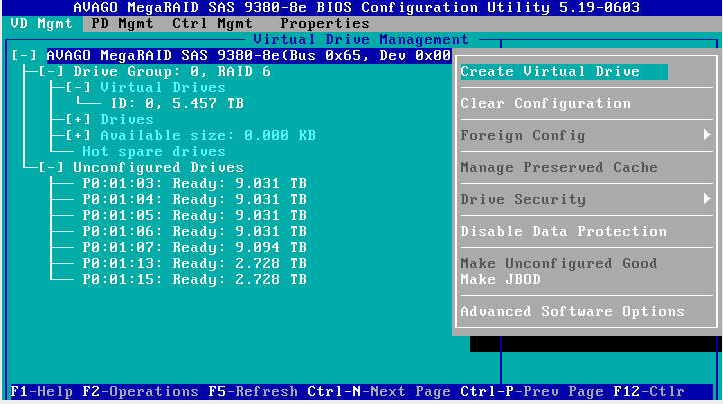 AVAGO MegaRAID SAS 9380-8e BIOS Configuration Utility 5.19-0603
VD Mgmt PD Mgmt Ctrl Mgmt Properties
Virtual Drive Management
[-] AVAGO MegaRAID SAS 9380-8e(Bus 0x65, Dev 0x00
[-] Drive Group: 0, RAID 6
[-] Virtual Drives
ID: 0, 5.457 TB
[+] Drives
[+] Available size: 0.000 KB
Hot spare drives
[-] Unconfigured Drives
P0:01:03: Ready: 9.031 TB
P0:01:04: Ready: 9.031 TB
P0:01:05: Ready: 9.031 TB
P0:01:06: Ready: 9.031 TB
P0:01:07: Ready: 9.094 TB
P0:01:13: Ready: 2.728 TB
P0:01:15: Ready: 2.728 TB
Create Virtual Drive
Clear Configuration
Foreign Config
Manage Preserved Cache
Drive Security
Disable Data Protection
Make Unconfigured Good
Make JBOD
Advanced Software Options
F1-Help F2-Operations F5-Refresh Ctrl-N-Next Page Ctrl-P-Prev Page F12-Ctlr